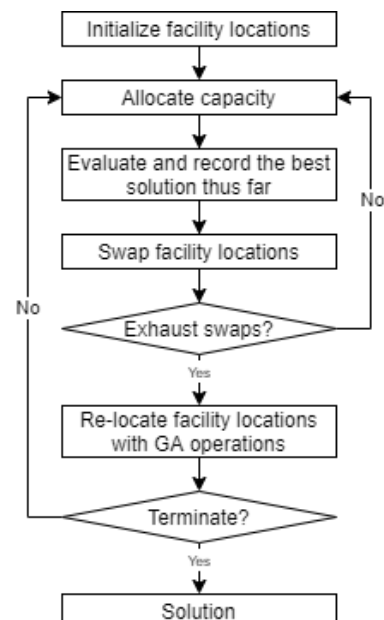 Initialize facility locations
Allocate capacity
Evaluate and record the best
solution thus far
No
Swap facility locations
No
Exhaust swaps?
Yes
Re-locate facility locations
with GA operations
Terminate?
Yes
Solution